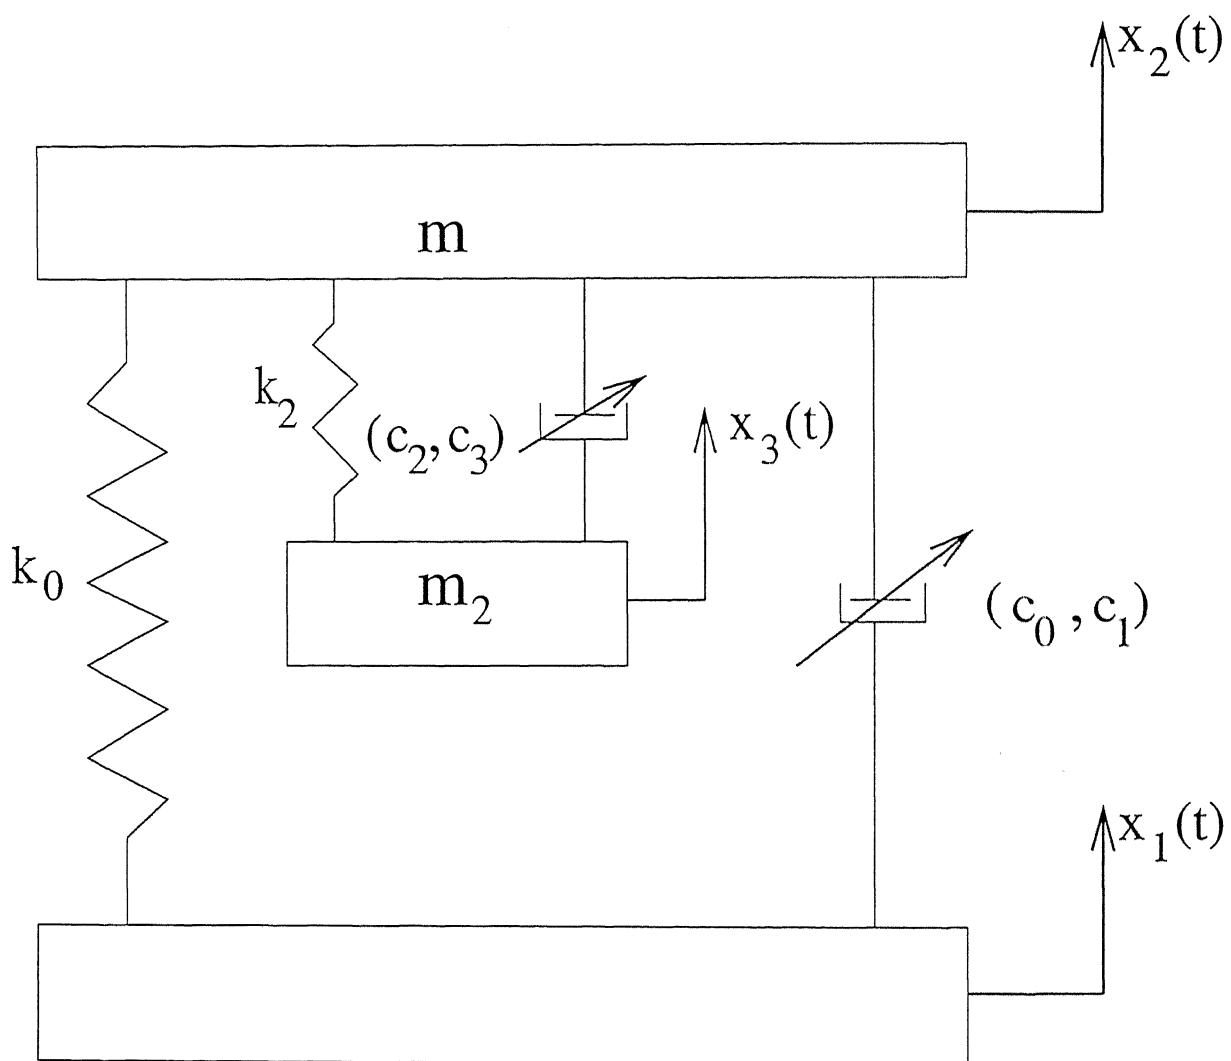 x₂(t)
m
k₂
(c₂,c₃)
x₃(t)
k₀
m₂
(c₀,c₁)
x₁(t)